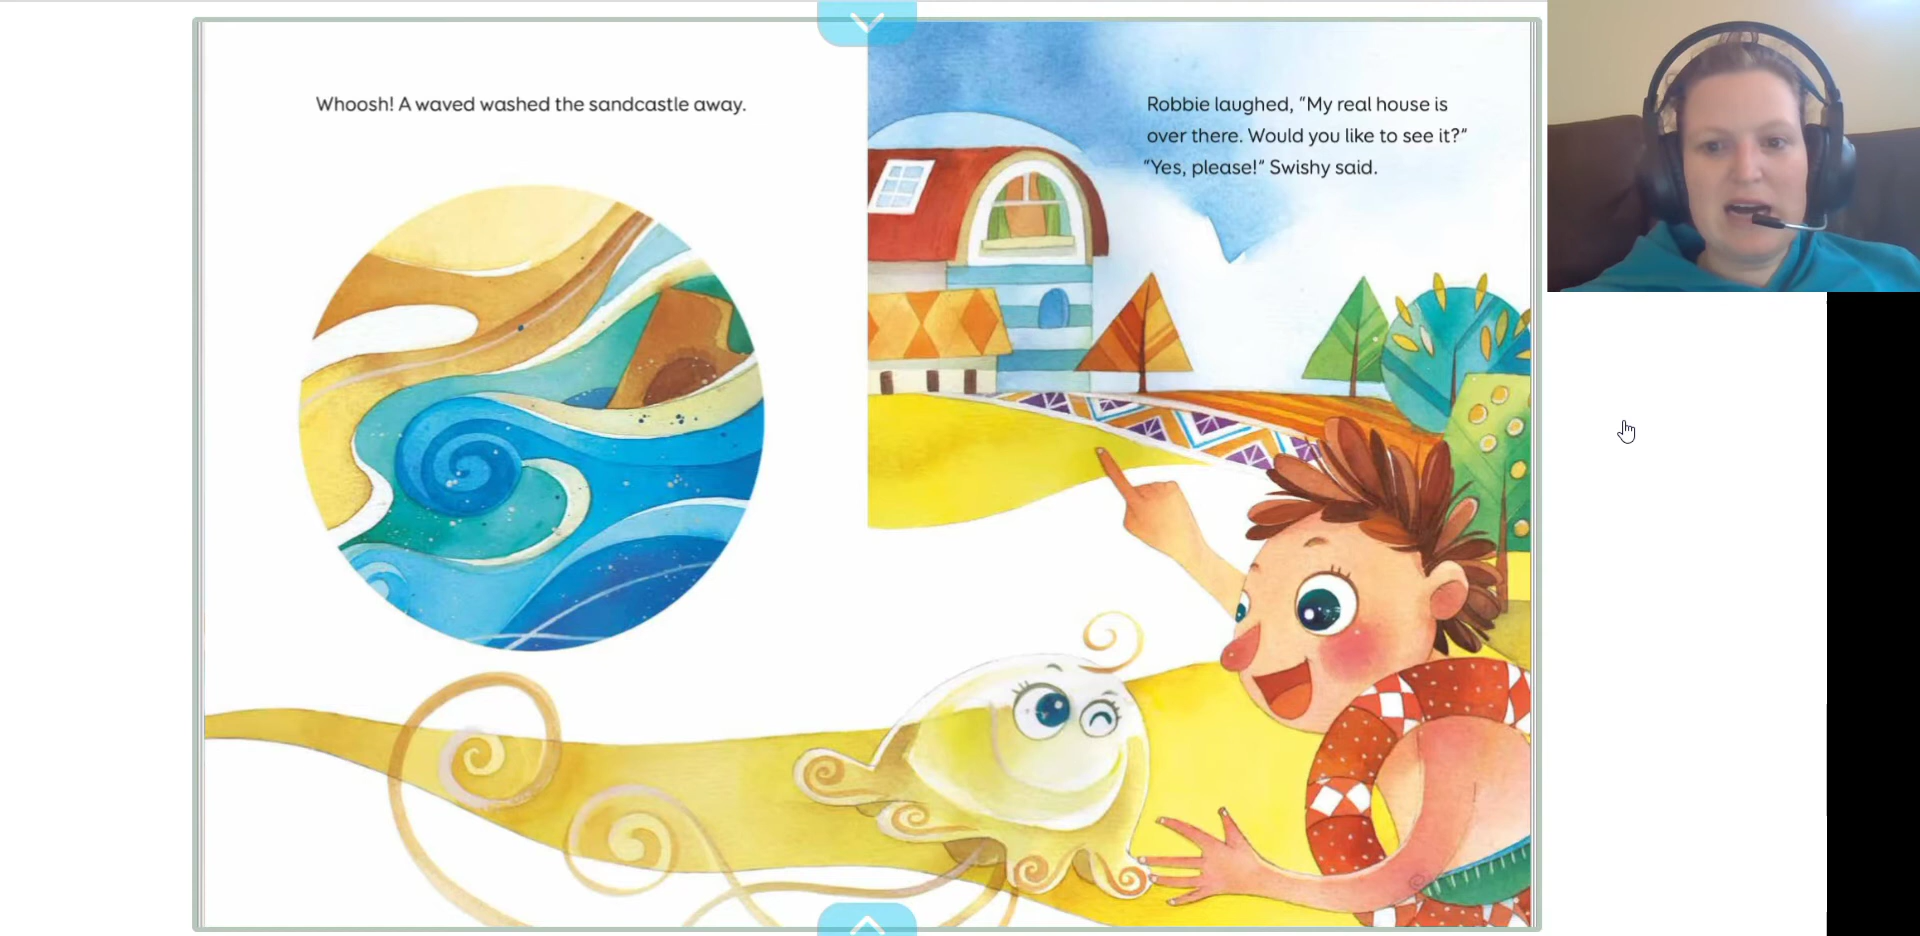 Whoosh! A waved washed the sandcastle away.
Robbie laughed, "My real house is
over there. Would you like to see it?"
"Yes, please!" Swishy said.